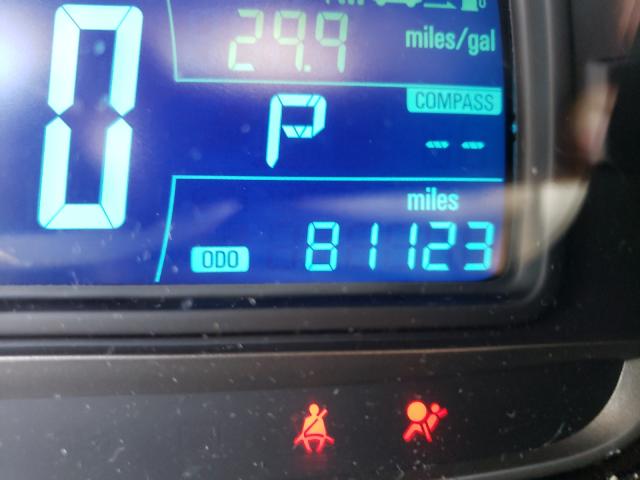 29.9 miles/gal
0
P
COMPASS
--
miles
ODO 81123